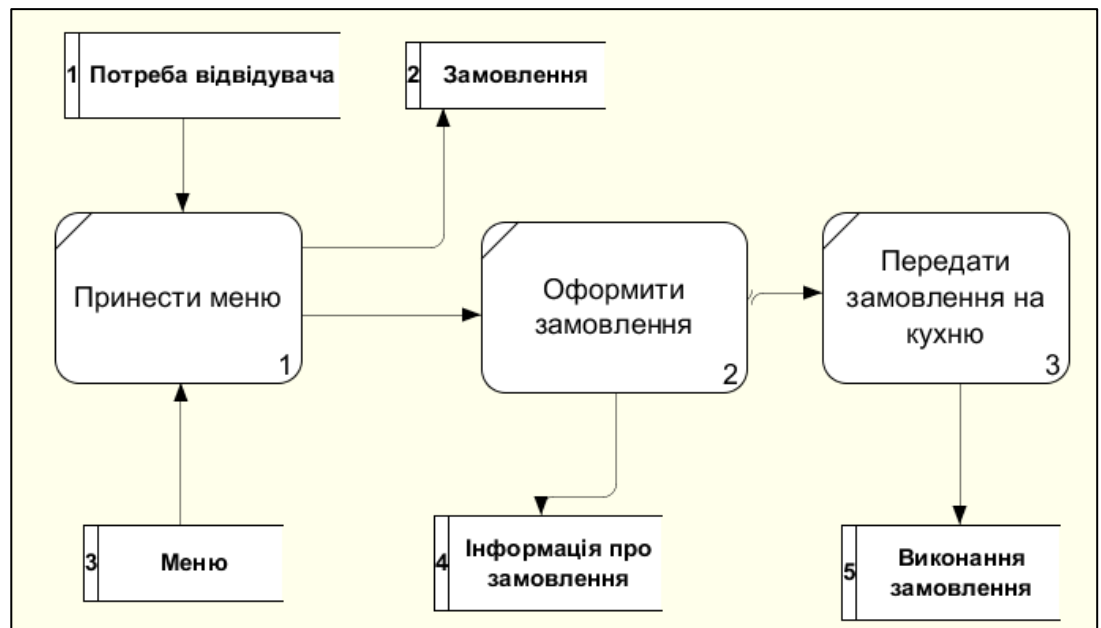 1 Потреба відвідувача
2 Замовлення
Принести меню
1
Оформити
замовлення
2
Передати
замовлення на
кухню
3
3 Меню
4 Інформація про
замовлення
5 Виконання
замовлення